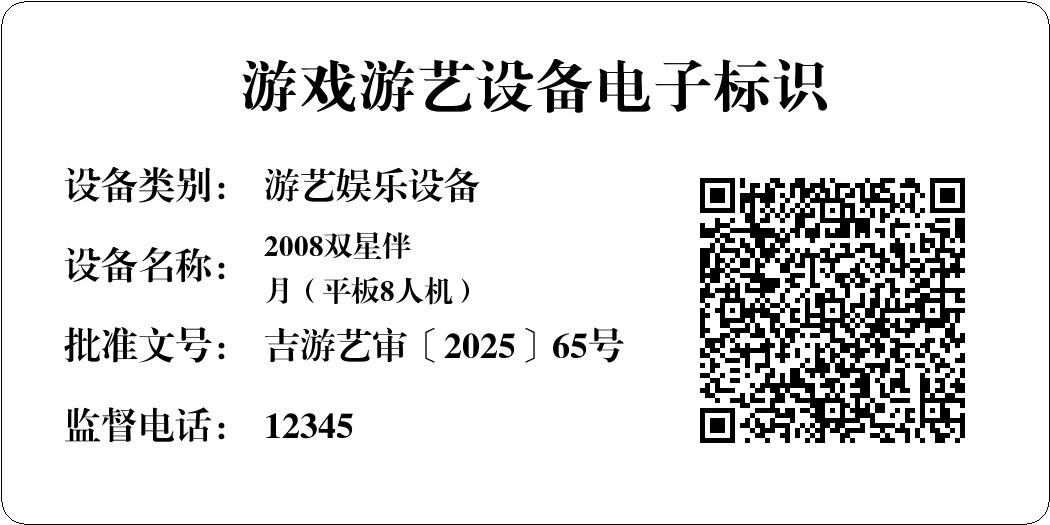 游戏游艺设备电子标识
设备类别： 游艺娱乐设备
设备名称： 2008双星伴
月（平板8人机）
批准文号： 吉游艺审〔2025〕65号
监督电话： 12345